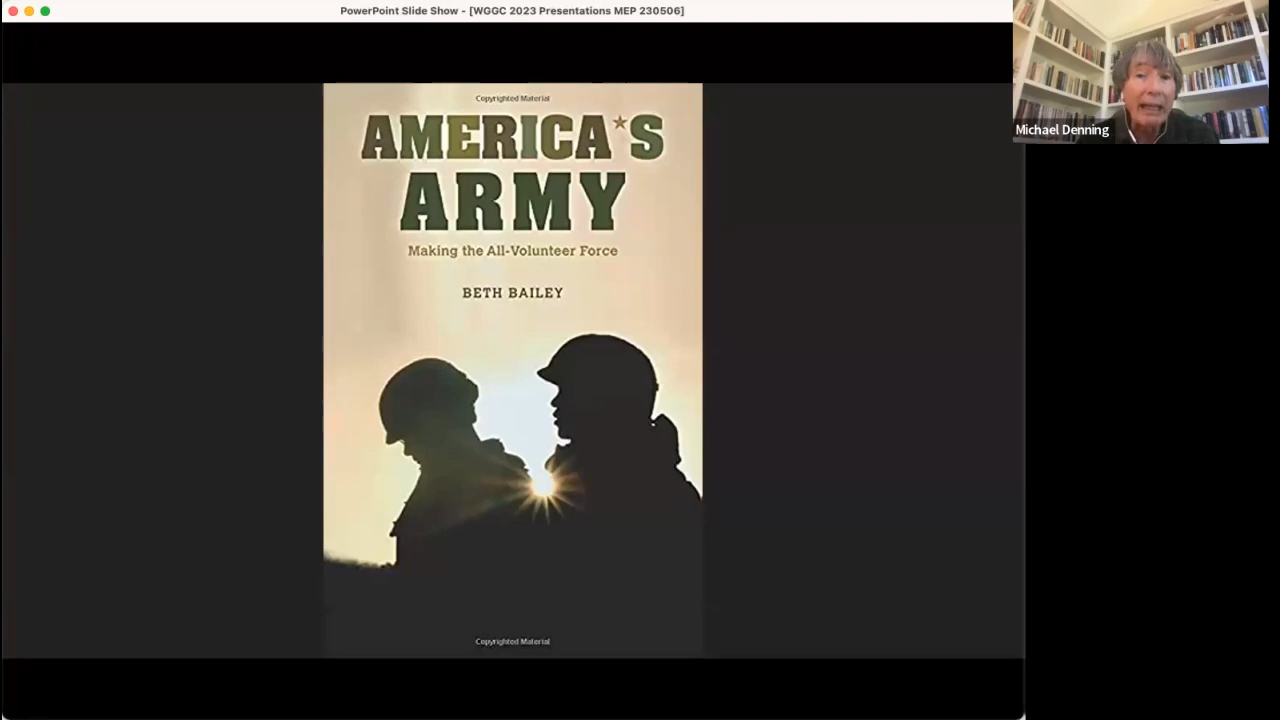 PowerPoint Slide Show - [WGGC 2023 Presentations MEP 230506]
Michael Denning
Copyrighted Material
AMERICA★S
ARMY
Making the All-Volunteer Force
BETH BAILEY
Copyrighted Material